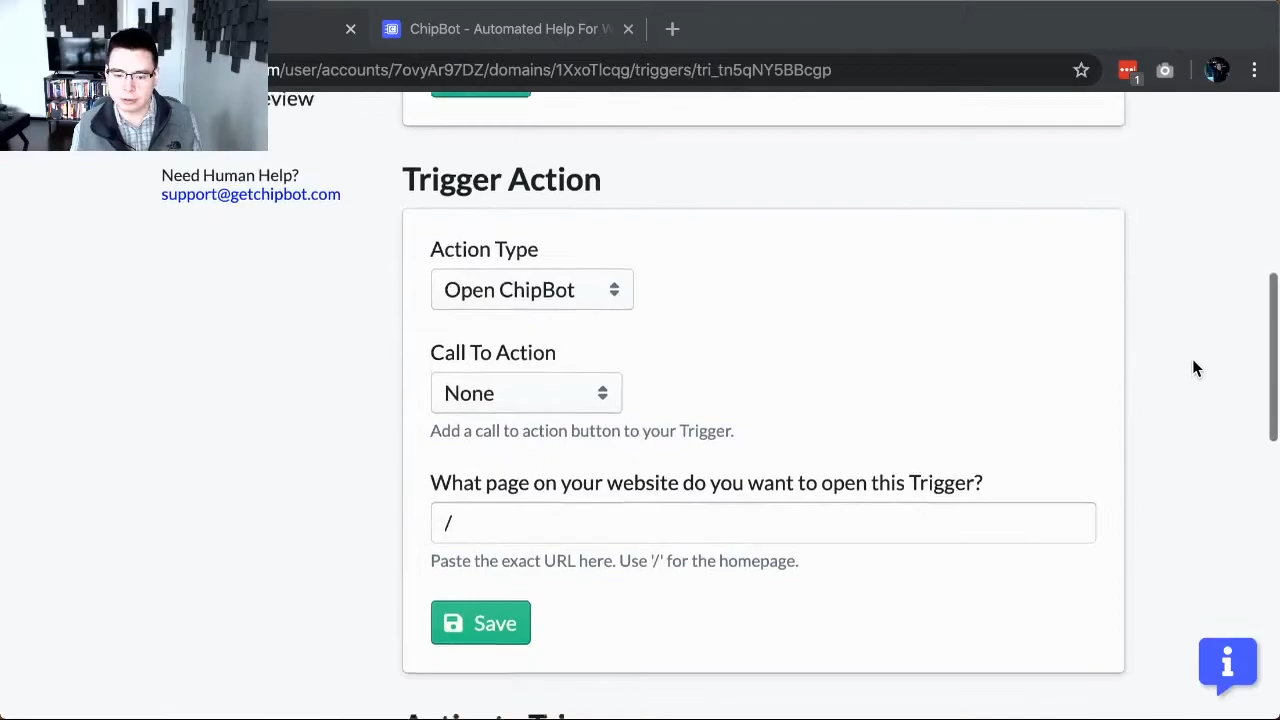 ChipBot - Automated Help For W
m/user/accounts/7ovyAr97DZ/domains/1XxoTlcqg/triggers/tri_tn5qNY5BBcgp
1
eview
Need Human Help?
support@getchipbot.com
Trigger Action
Action Type
Open ChipBot
Call To Action
None
Add a call to action button to your Trigger.
What page on your website do you want to open this Trigger?
/
Paste the exact URL here. Use '/' for the homepage.
Save